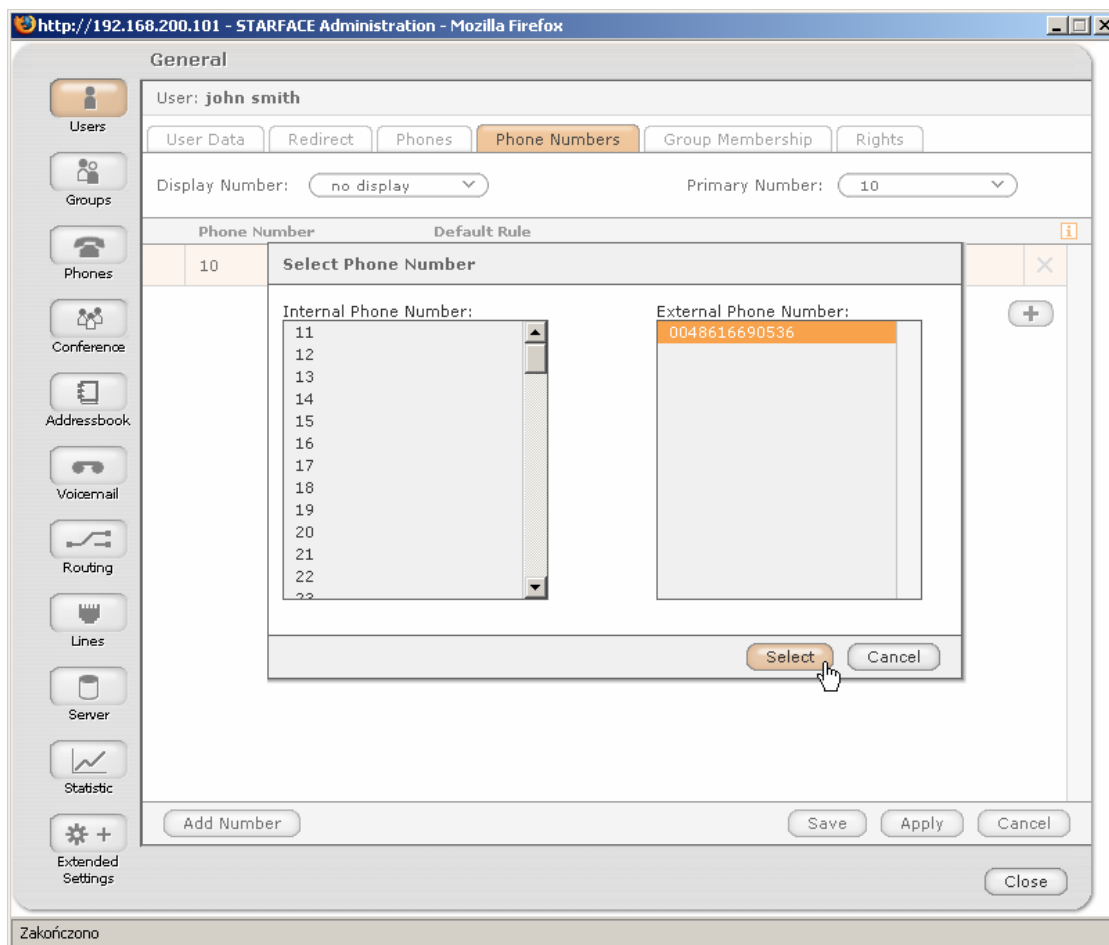 http://192.168.200.101 - STARFACE Administration - Mozilla Firefox
General
Users
Groups
Phones
Conference
Addressbook
Voicemail
Routing
Lines
Server
Statistic
Extended
Settings
User: john smith
User Data Redirect Phones Phone Numbers Group Membership Rights
Display Number: no display Primary Number: 10
Phone Number Default Rule
10
Select Phone Number
Internal Phone Number: External Phone Number:
11 0048616690536
12
13
14
15
16
17
18
19
20
21
22
23
Select Cancel
Add Number Save Apply Cancel
Close
Zakończono